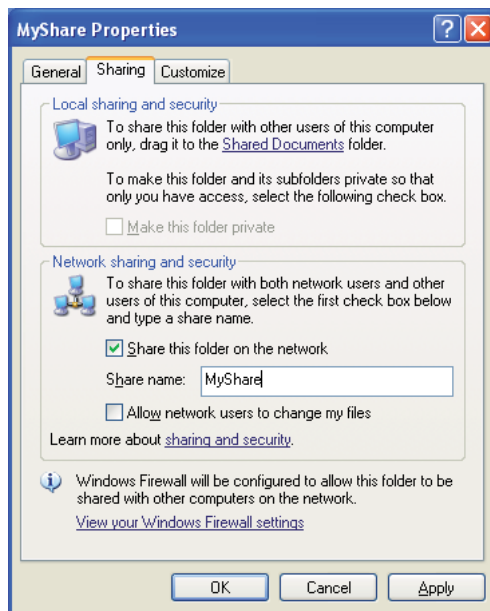 MyShare Properties
General Sharing Customize
Local sharing and security
To share this folder with other users of this computer
only, drag it to the Shared Documents folder.
To make this folder and its subfolders private so that
only you have access, select the following check box.
Make this folder private
Network sharing and security
To share this folder with both network users and other
users of this computer, select the first check box below
and type a share name.
Share this folder on the network
Share name: MyShare
Allow network users to change my files
Learn more about sharing and security.
Windows Firewall will be configured to allow this folder to be
shared with other computers on the network.
View your Windows Firewall settings
OK Cancel Apply